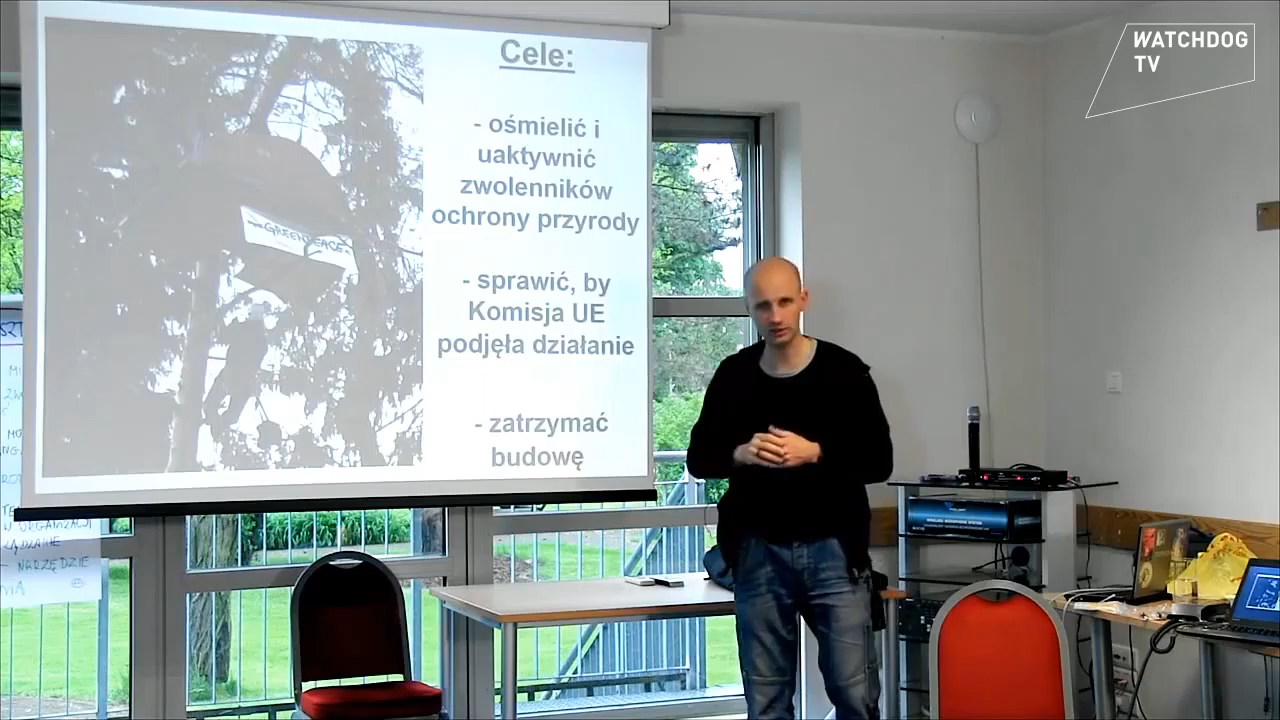 WATCHDOG
TV
Cele:
- ośmielić i
uaktywnić
zwolenników
ochrony przyrody
- sprawić, by
Komisja UE
podjęła działanie
- zatrzymać
budowę
GREENPEACE
NARZĘDZIE